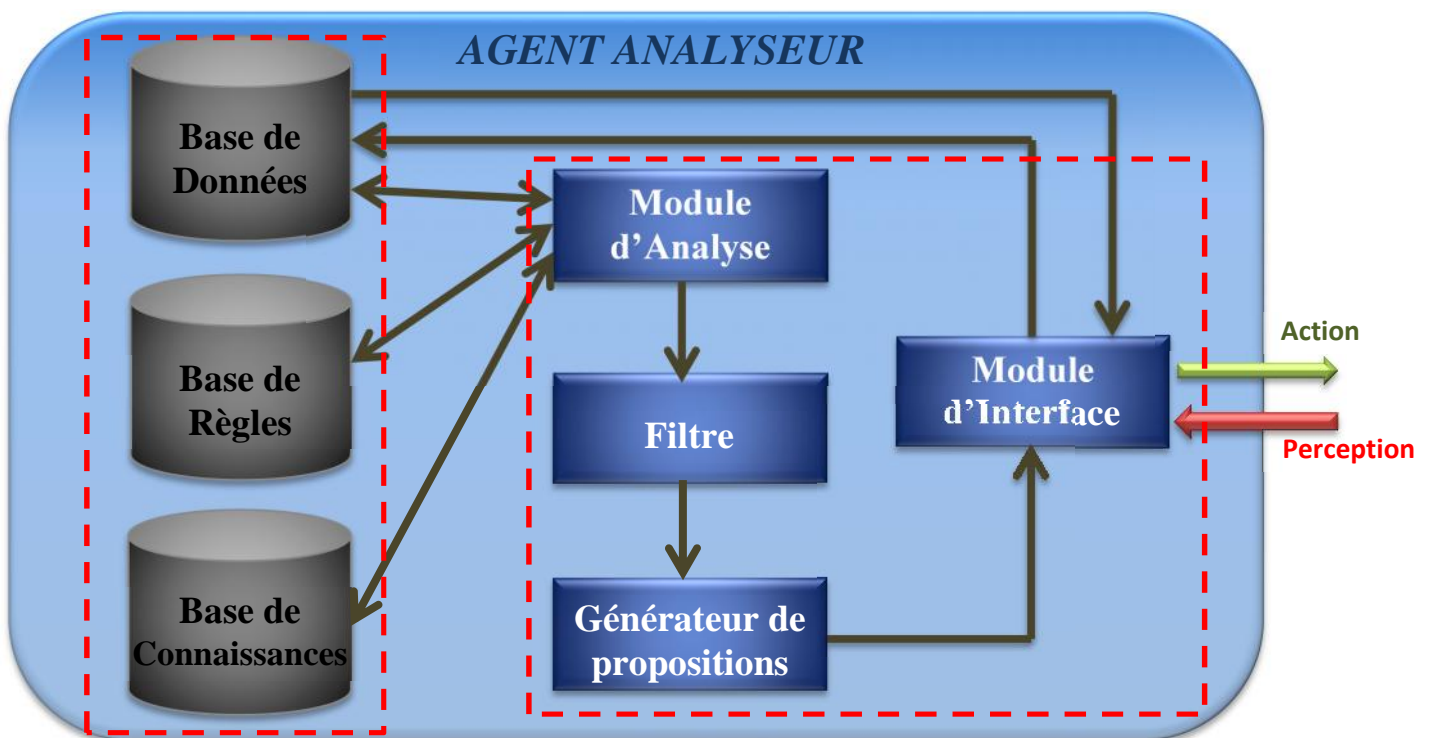 AGENT ANALYSEUR
Base de
Données
Base de
Règles
Base de
Connaissances
Module
d’Analyse
Filtre
Générateur de
propositions
Module
d’Interface
Action
Perception